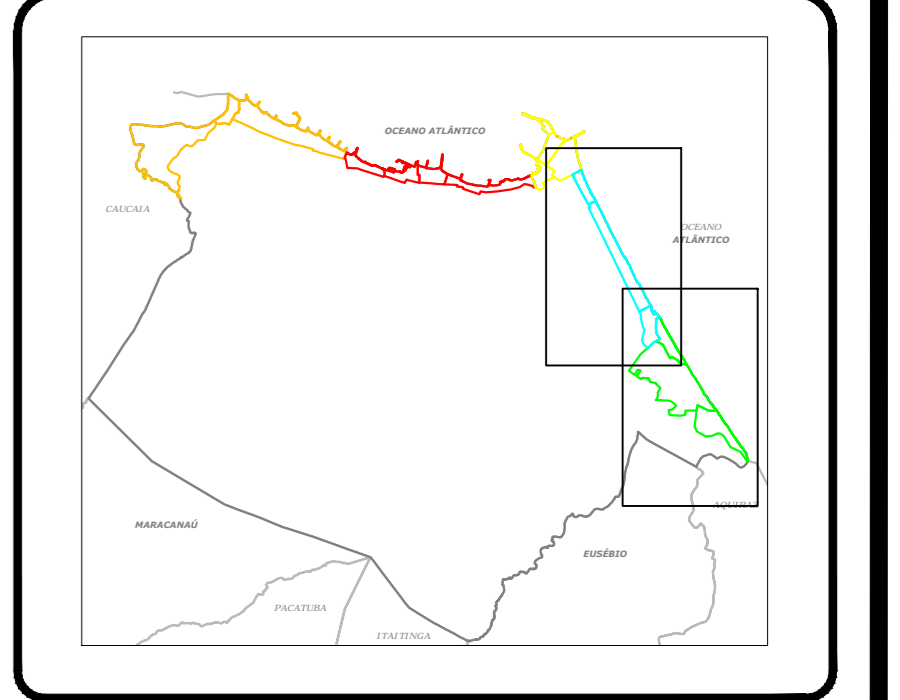 OCEANO ATLÂNTICO
CAUCAIA
OCEANO
ATLÂNTICO
AQUIRAZ
MARACANAÚ
EUSÉBIO
PACATUBA
ITAITINGA